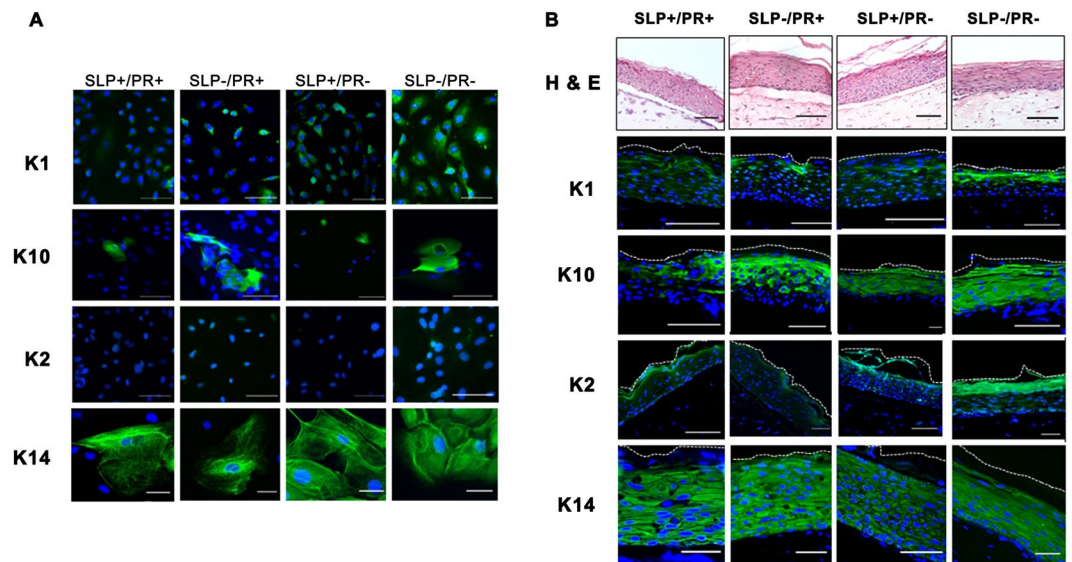 A
SLP+/PR+ SLP-/PR+ SLP+/PR- SLP-/PR-
K1
K10
K2
K14
B
SLP+/PR+ SLP-/PR+ SLP+/PR- SLP-/PR-
H & E
K1
K10
K2
K14